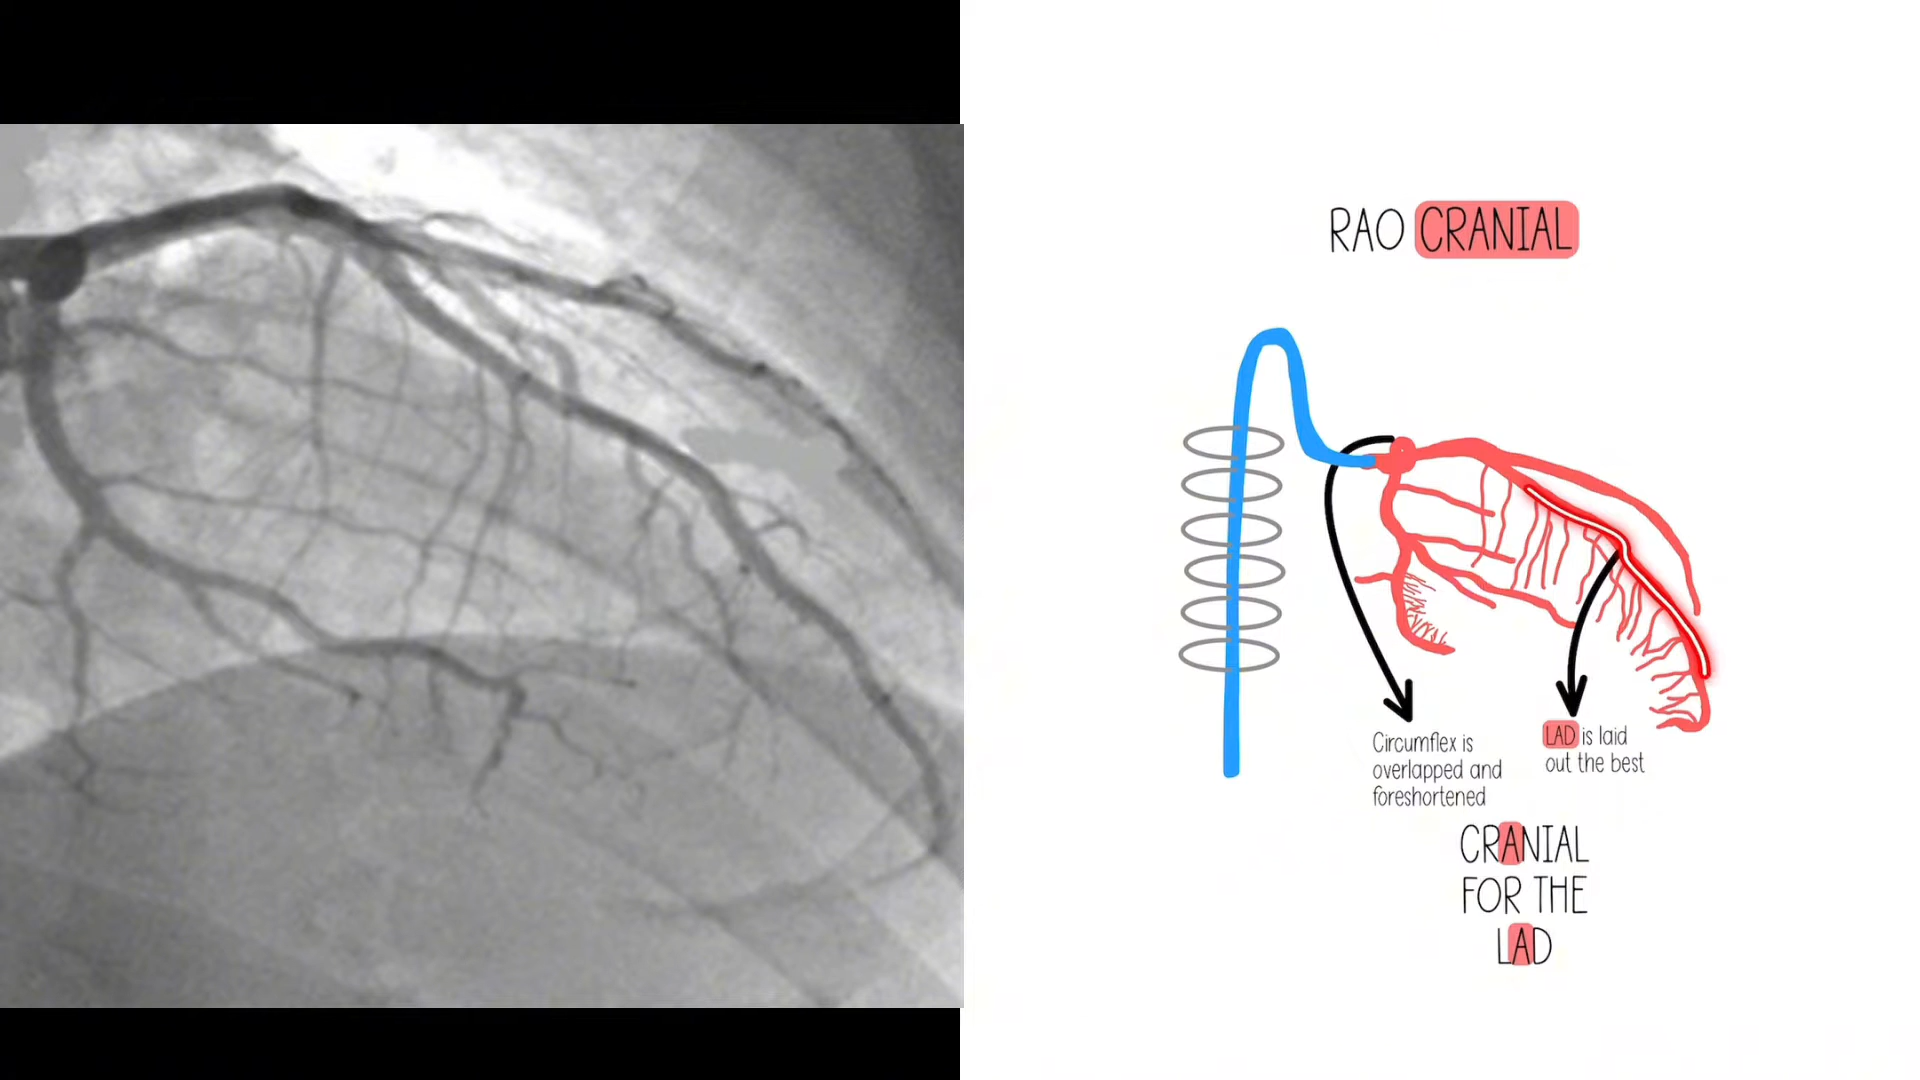 RAO CRANIAL
Circumflex is
overlapped and
foreshortened
LAD is laid
out the best
CRANIAL
FOR THE
LAD